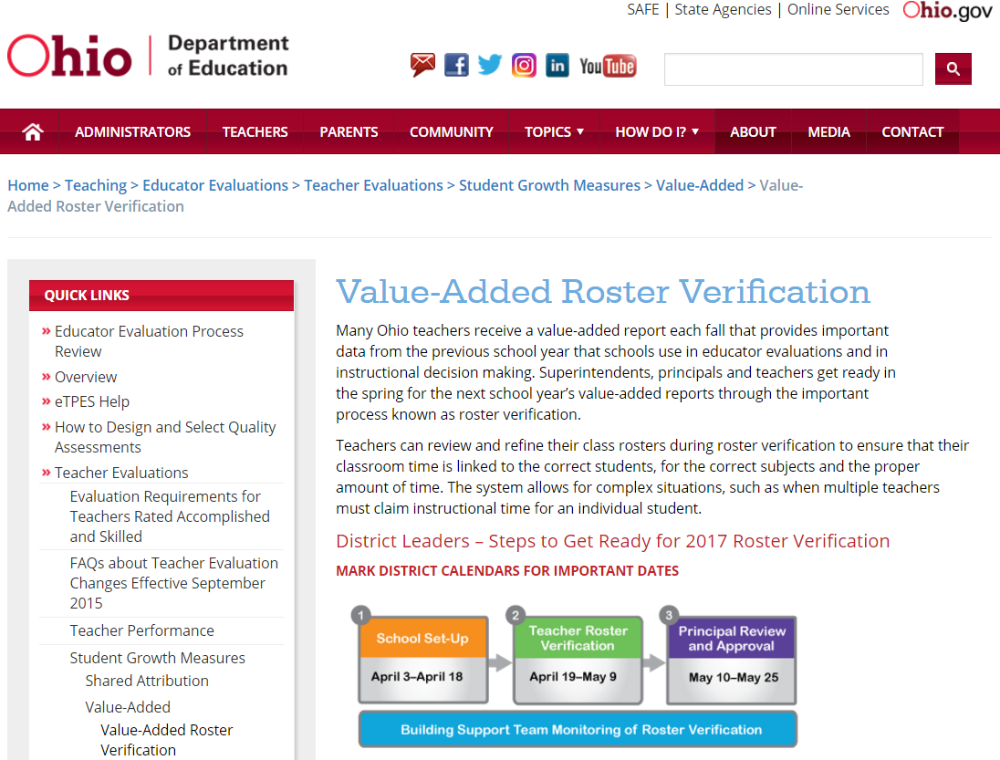 SAFE | State Agencies | Online Services Ohio.gov
Ohio | Department
of Education
You Tube
ADMINISTRATORS TEACHERS PARENTS COMMUNITY TOPICS ▼ HOW DO I? ▼ ABOUT MEDIA CONTACT
Home > Teaching > Educator Evaluations > Teacher Evaluations > Student Growth Measures > Value-Added > Value-
Added Roster Verification
QUICK LINKS
» Educator Evaluation Process
Review
» Overview
» eTPES Help
» How to Design and Select Quality
Assessments
» Teacher Evaluations
Evaluation Requirements for
Teachers Rated Accomplished
and Skilled
FAQs about Teacher Evaluation
Changes Effective September
2015
Teacher Performance
Student Growth Measures
Shared Attribution
Value-Added
Value-Added Roster
Verification
Value-Added Roster Verification
Many Ohio teachers receive a value-added report each fall that provides important
data from the previous school year that schools use in educator evaluations and in
instructional decision making. Superintendents, principals and teachers get ready in
the spring for the next school year’s value-added reports through the important
process known as roster verification.
Teachers can review and refine their class rosters during roster verification to ensure that their
classroom time is linked to the correct students, for the correct subjects and the proper
amount of time. The system allows for complex situations, such as when multiple teachers
must claim instructional time for an individual student.
District Leaders – Steps to Get Ready for 2017 Roster Verification
MARK DISTRICT CALENDARS FOR IMPORTANT DATES
1
School Set-Up
April 3–April 18
2
Teacher Roster
Verification
April 19–May 9
3
Principal Review
and Approval
May 10–May 25
Building Support Team Monitoring of Roster Verification